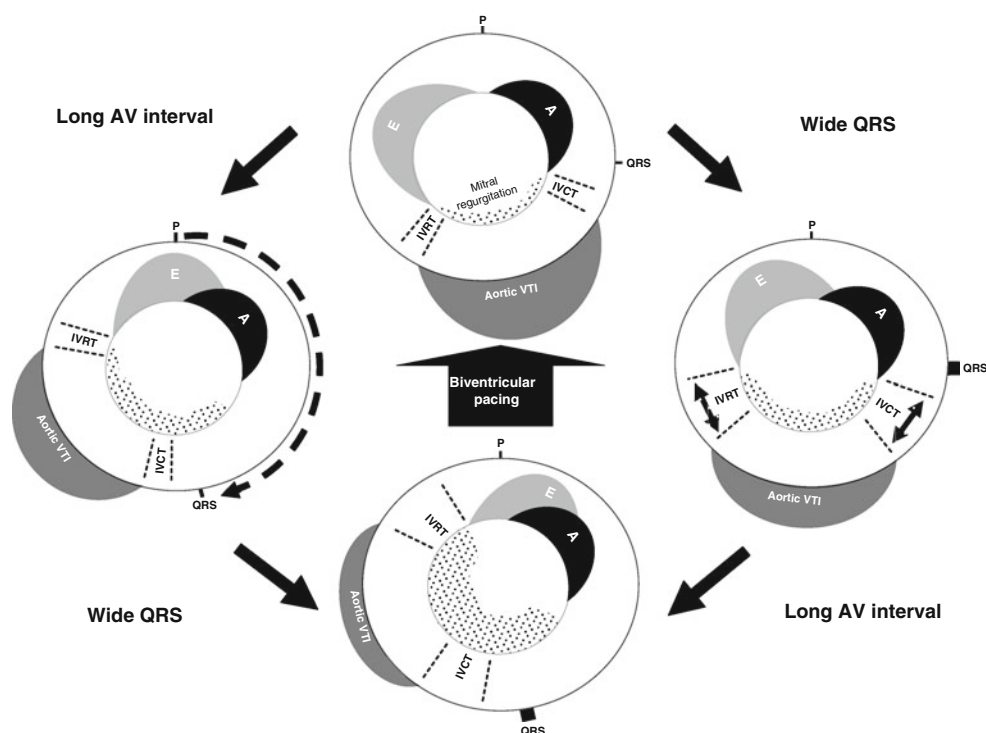 P
Long AV interval
Wide QRS
E
A
QRS
Mitral
regurgitation
IVCT
IVRT
Aortic VTI
P
E
A
IVRT
Aortic VTI
IVCT
QRS
Biventricular
pacing
P
E
A
QRS
IVRT
IVCT
Aortic VTI
P
E
A
IVRT
Aortic VTI
IVCT
QRS
Wide QRS
Long AV interval